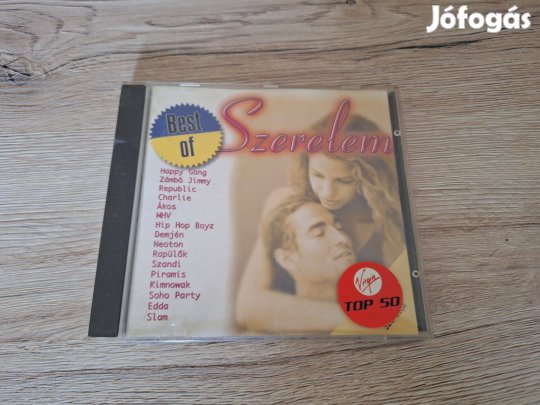 Jófogás
Best of
Szerelem
Happy Gang
Zámbó Jimmy
Republic
Charlie
Ákos
MHV
Hip Hop Boyz
Demjén
Neoton
Rapülők
Szandi
Piramis
Kimnowak
Soho Party
Edda
Slam
Virgin
TOP 50